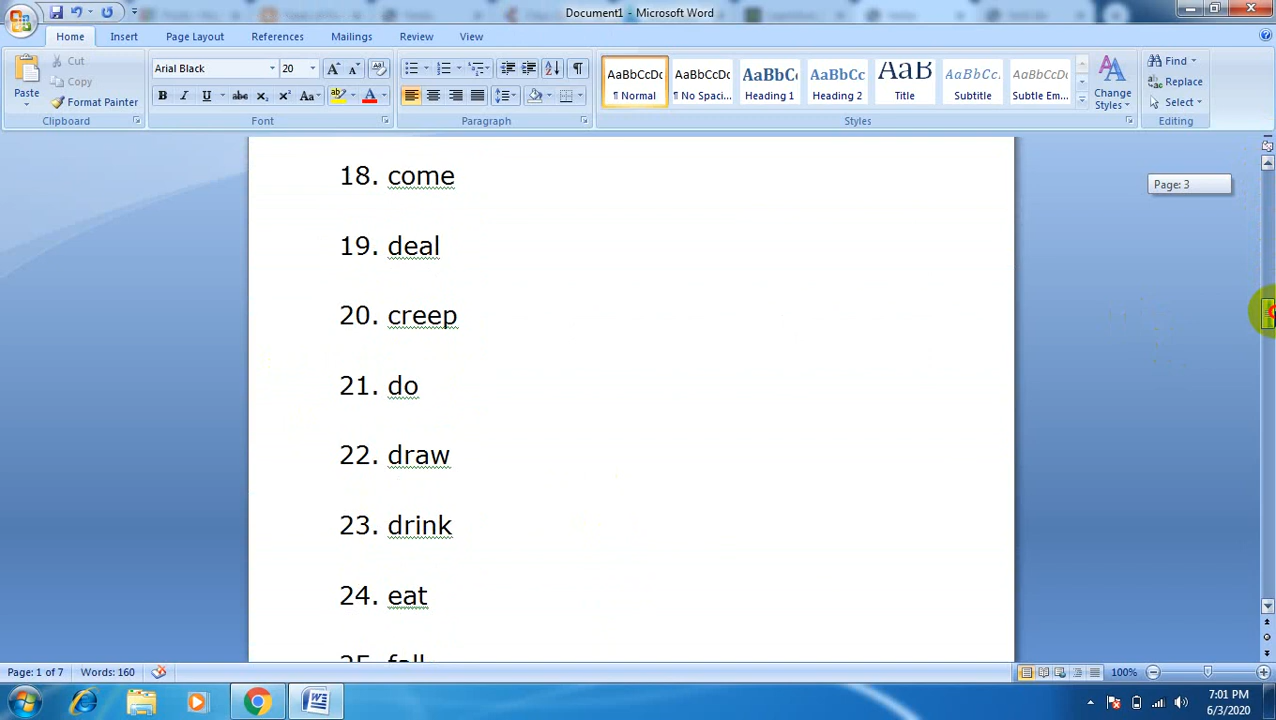 Document1 - Microsoft Word
Home Insert Page Layout References Mailings Review View
Paste
Cut
Copy
Format Painter
Clipboard
Arial Black 20
Font
Paragraph
AaBbCcDc AaBbCcDc AaBbC AaBbCc AaB AaBbCc. AaBbCcD
¶ Normal ¶ No Spaci... Heading 1 Heading 2 Title Subtitle Subtle Em...
Change Styles
Styles
Find
Replace
Select
Editing
Page: 3
18. come
19. deal
20. creep
21. do
22. draw
23. drink
24. eat
25. fall
Page: 1 of 7 Words: 160 100%
7:01 PM
6/3/2020